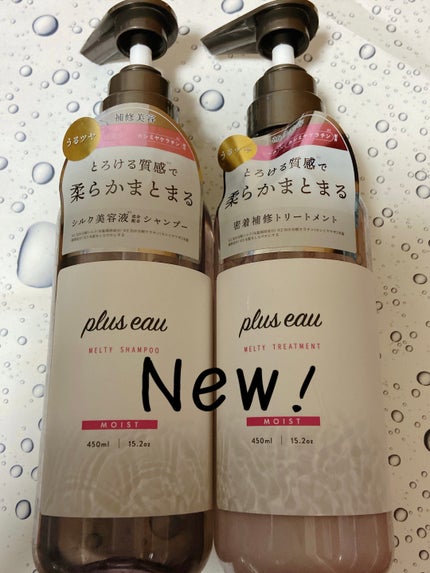 補修美容
うるツヤ
とろける質感で
柔らかまとまる
シルク美容液シャンプー
plus eau
MELTY SHAMPOO
MOIST
450ml | 15.2oz
うるツヤ
とろける質感で
柔らかまとまる
密着補修トリートメント
plus eau
MELTY TREATMENT
MOIST
450ml | 15.2oz
New!